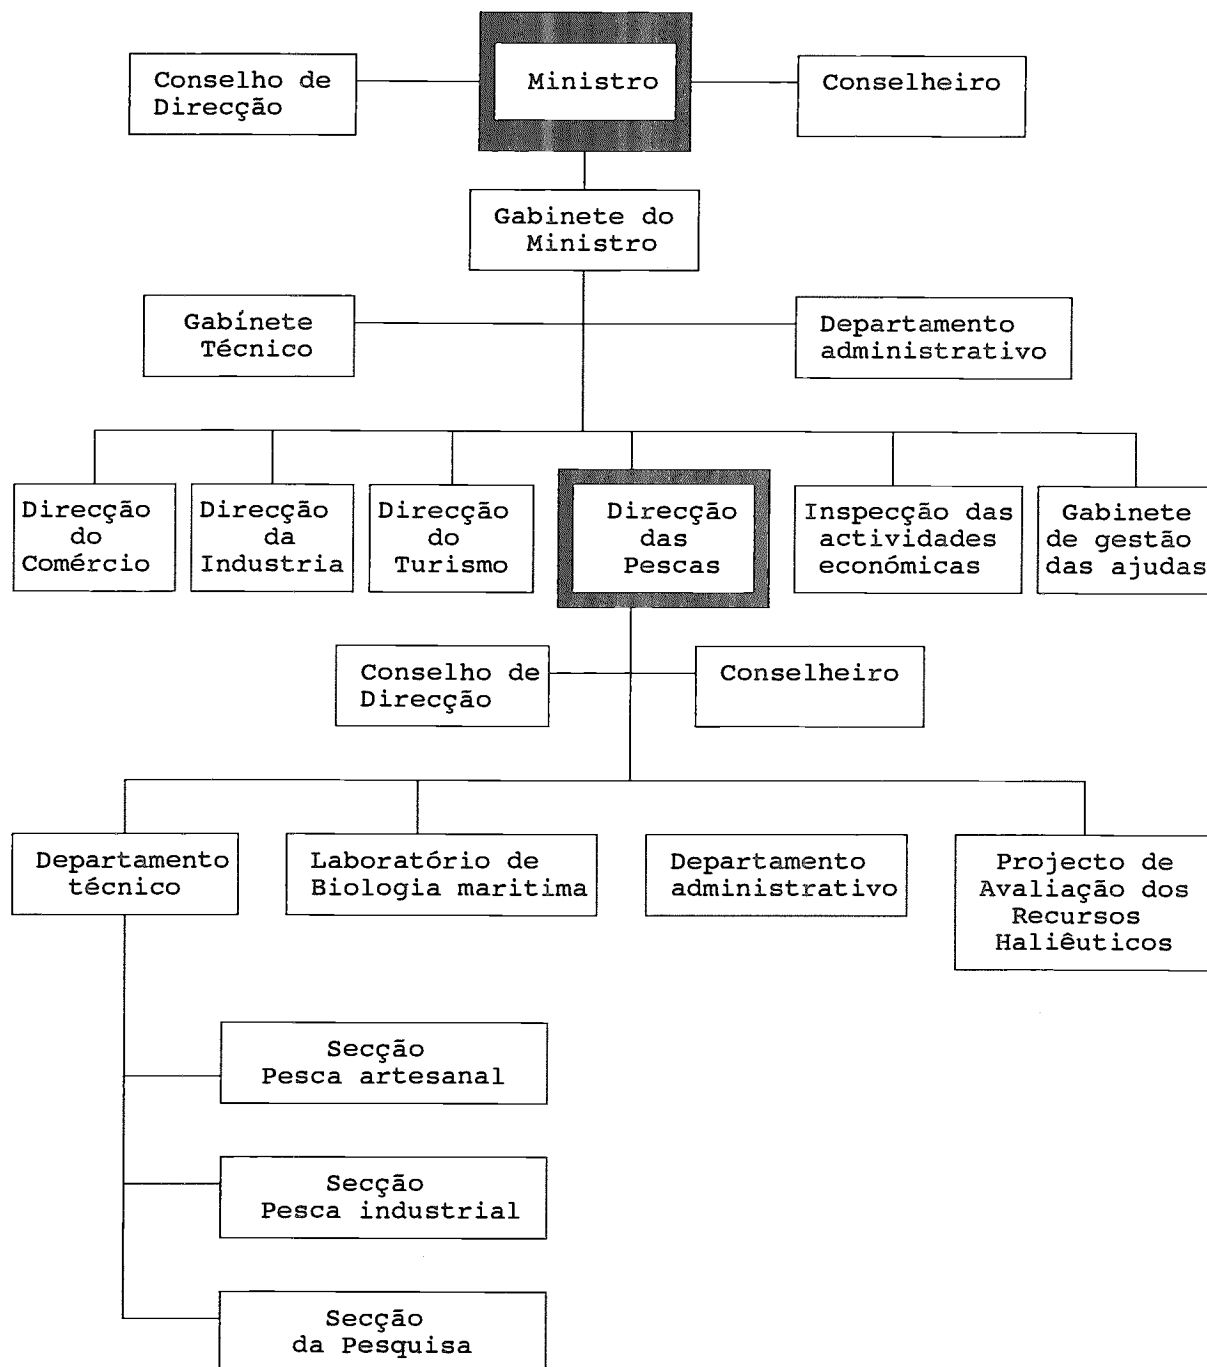 Conselho de
Direcção
Ministro
Conselheiro
Gabinete do
Ministro
Gabínete
Técnico
Departamento
administrativo
Direcção
do
Comércio
Direcção
da
Industria
Direcção
do
Turismo
Direcção
das
Pescas
Inspecção das
actividades
económicas
Gabinete
de gestão
das ajudas
Conselho de
Direcção
Conselheiro
Departamento
técnico
Laboratório de
Biologia maritima
Departamento
administrativo
Projecto de
Avaliação dos
Recursos
Haliêuticos
Secção
Pesca artesanal
Secção
Pesca industrial
Secção
da Pesquisa